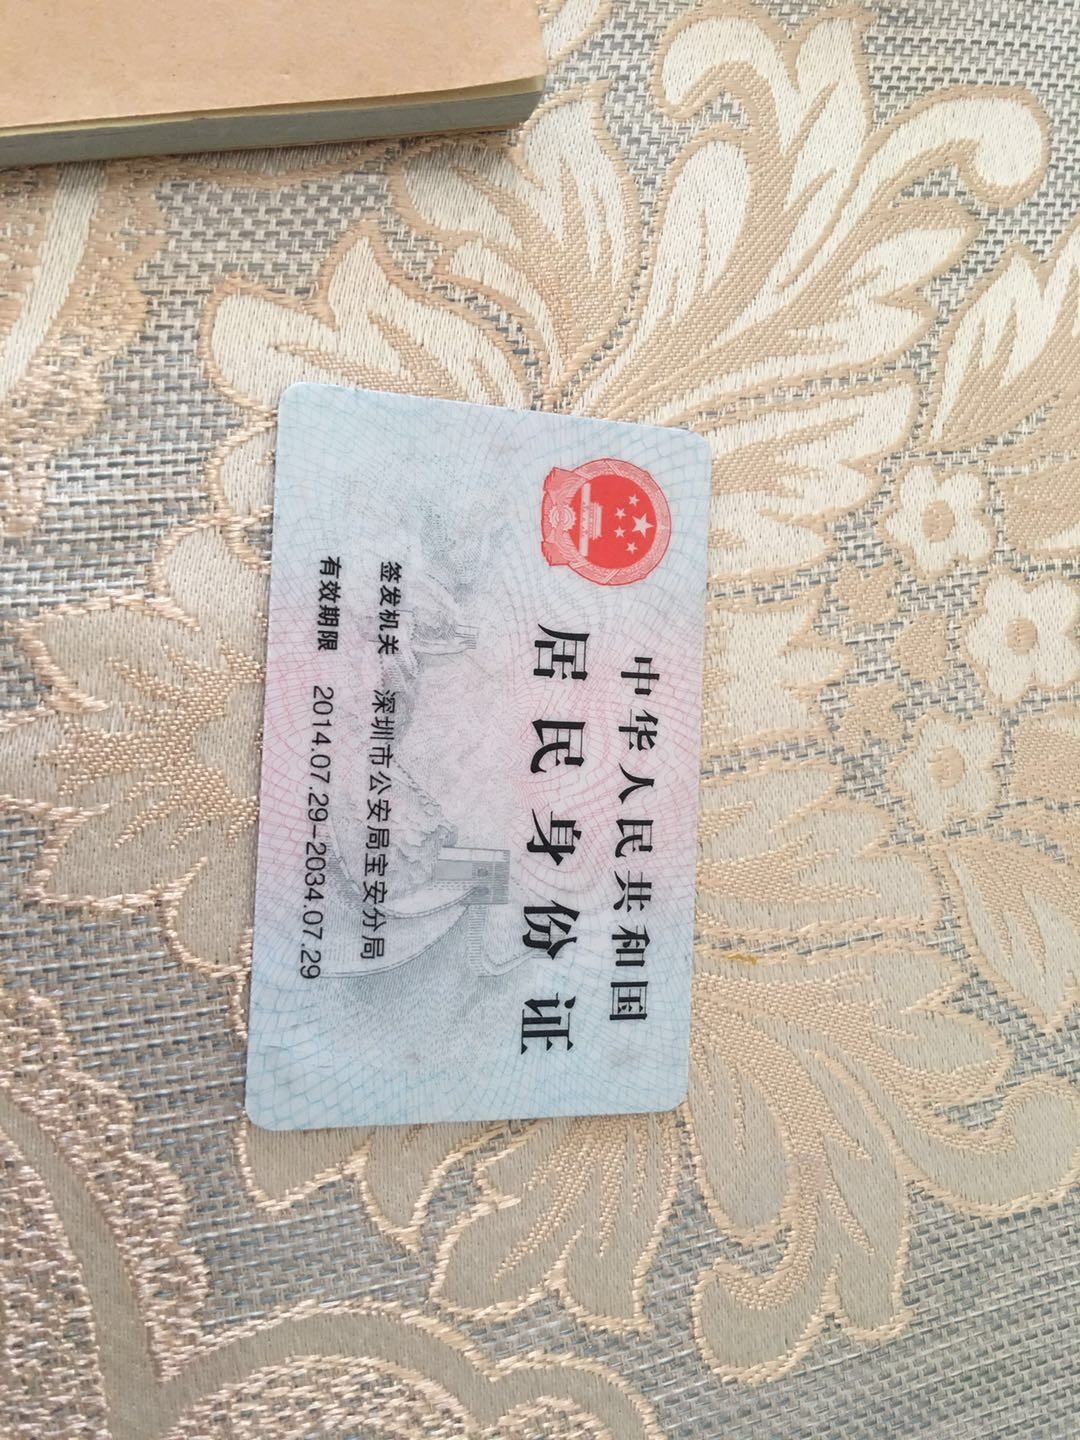 中华人民共和国
居民身份证
签发机关 深圳市公安局宝安分局
有效期限 2014.07.29-2034.07.29